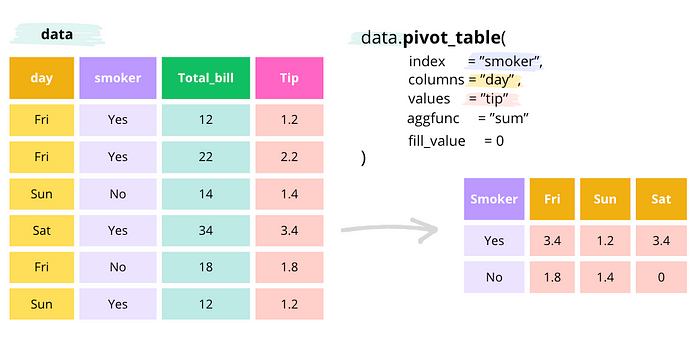 data
day smoker Total_bill Tip
Fri Yes 12 1.2
Fri Yes 22 2.2
Sun No 14 1.4
Sat Yes 34 3.4
Fri No 18 1.8
Sun Yes 12 1.2
data.pivot_table(
index = ”smoker”,
columns = ”day” ,
values = ”tip”
aggfunc = ”sum”
fill_value = 0
)
Smoker Fri Sun Sat
Yes 3.4 1.2 3.4
No 1.8 1.4 0